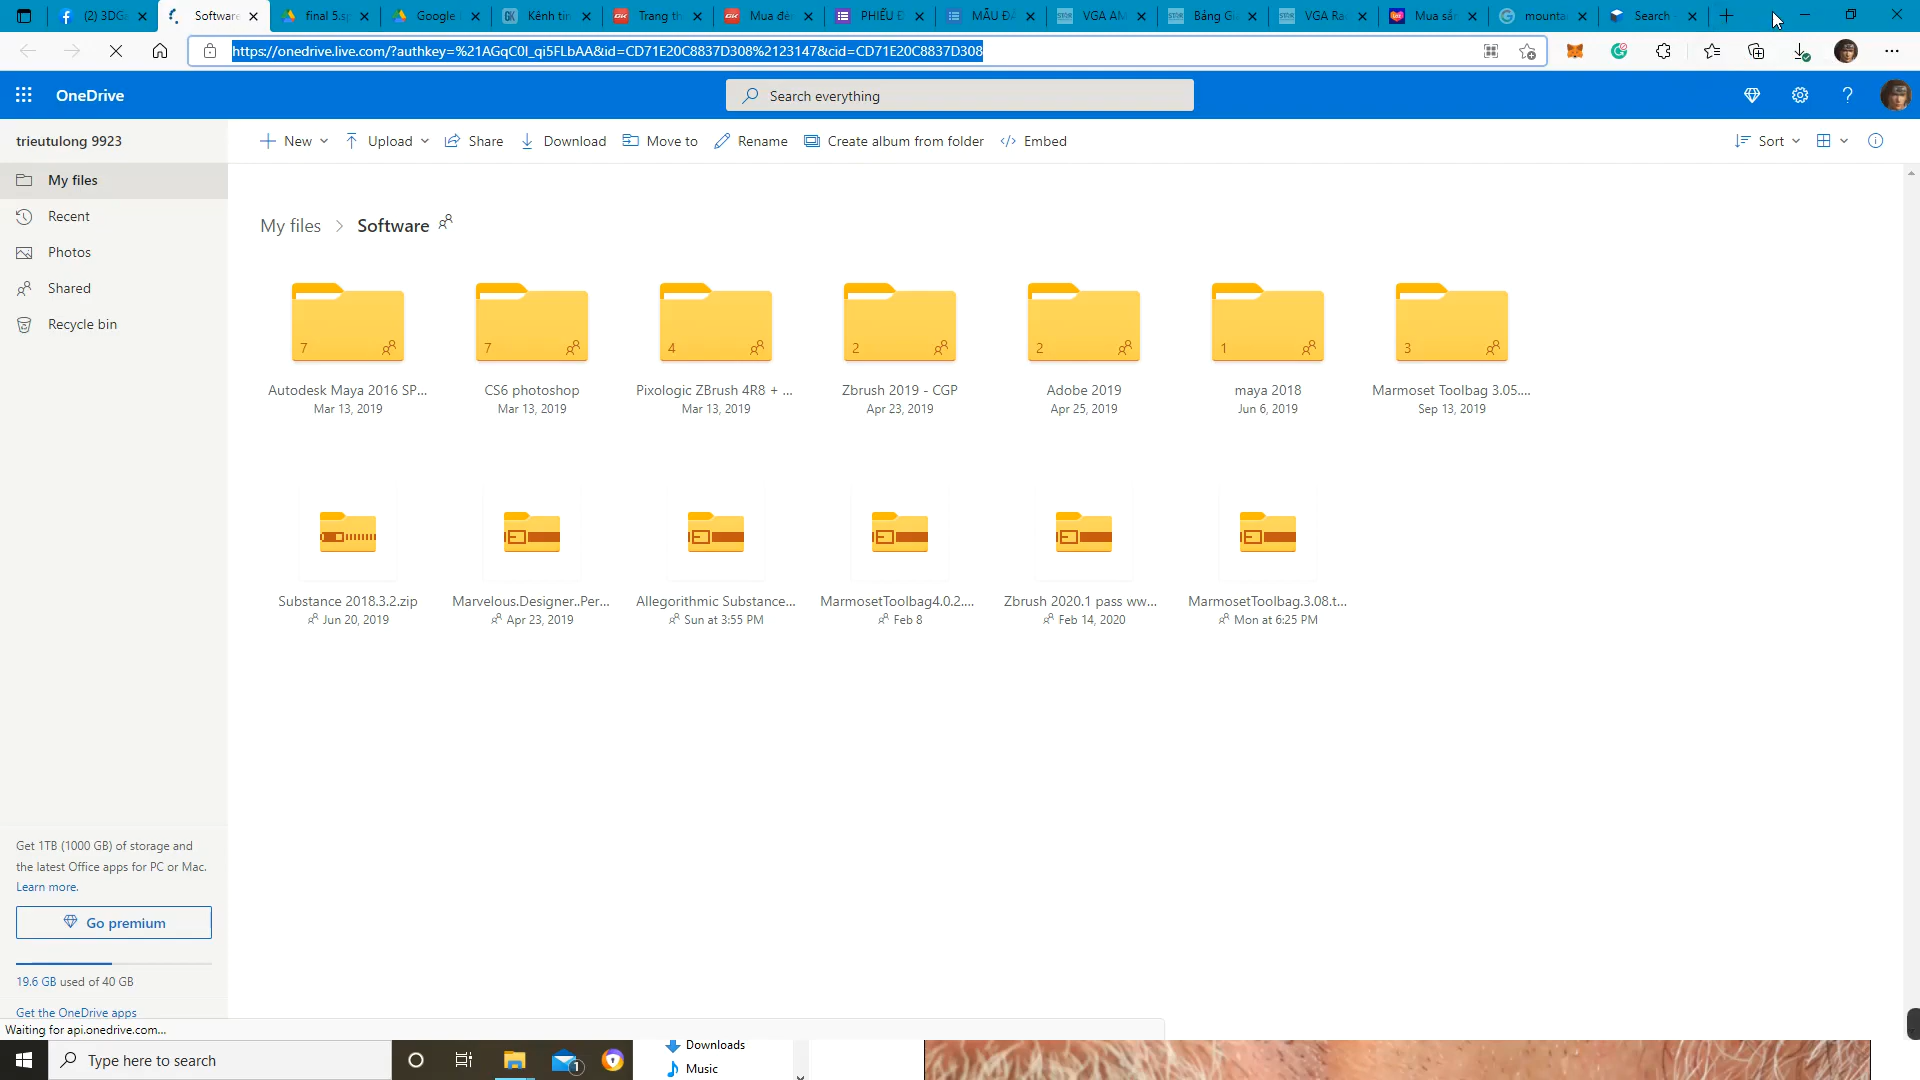 (2) 3DG
Software
final 5.s
Google
Kênh tin
Trang th
Mua đè
PHIẾU Đ
MẪU ĐÁ
VGA AM
Bảng Gi
VGA Ra
Mua sắ
mounta
Search
https://onedrive.live.com/?authkey=%21AGqC0I_qi5FLbAA&id=CD71E20C8837D308%2123147&cid=CD71E20C8837D308
OneDrive
Search everything
trieutulong 9923
New
Upload
Share
Download
Move to
Rename
Create album from folder
Embed
Sort
My files
Recent
Photos
Shared
Recycle bin
My files > Software
7
7
4
2
2
1
3
Autodesk Maya 2016 SP...
CS6 photoshop
Pixologic ZBrush 4R8 + ...
Zbrush 2019 - CGP
Adobe 2019
maya 2018
Marmoset Toolbag 3.05....
Mar 13, 2019
Mar 13, 2019
Mar 13, 2019
Apr 23, 2019
Apr 25, 2019
Jun 6, 2019
Sep 13, 2019
Substance 2018.3.2.zip
Marvelous.Designer..Per...
Allegorithmic Substance...
MarmosetToolbag4.0.2....
Zbrush 2020.1 pass ww...
MarmosetToolbag.3.08.t...
Jun 20, 2019
Apr 23, 2019
Sun at 3:55 PM
Feb 8
Feb 14, 2020
Mon at 6:25 PM
Get 1TB (1000 GB) of storage and
the latest Office apps for PC or Mac.
Learn more.
Go premium
19.6 GB used of 40 GB
Get the OneDrive apps
Waiting for api.onedrive.com...
Type here to search
1
Downloads
Music